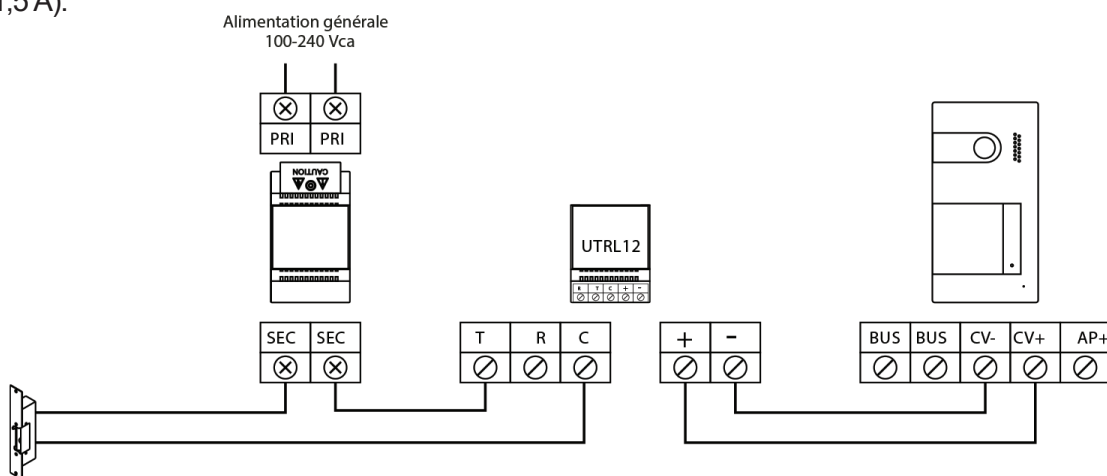 1,5 A).
Alimentation générale
100-240 Vca
PRI PRI
CAUTION
UTRL12
R T C + -
SEC SEC T R C + - BUS BUS CV- CV+ AP+